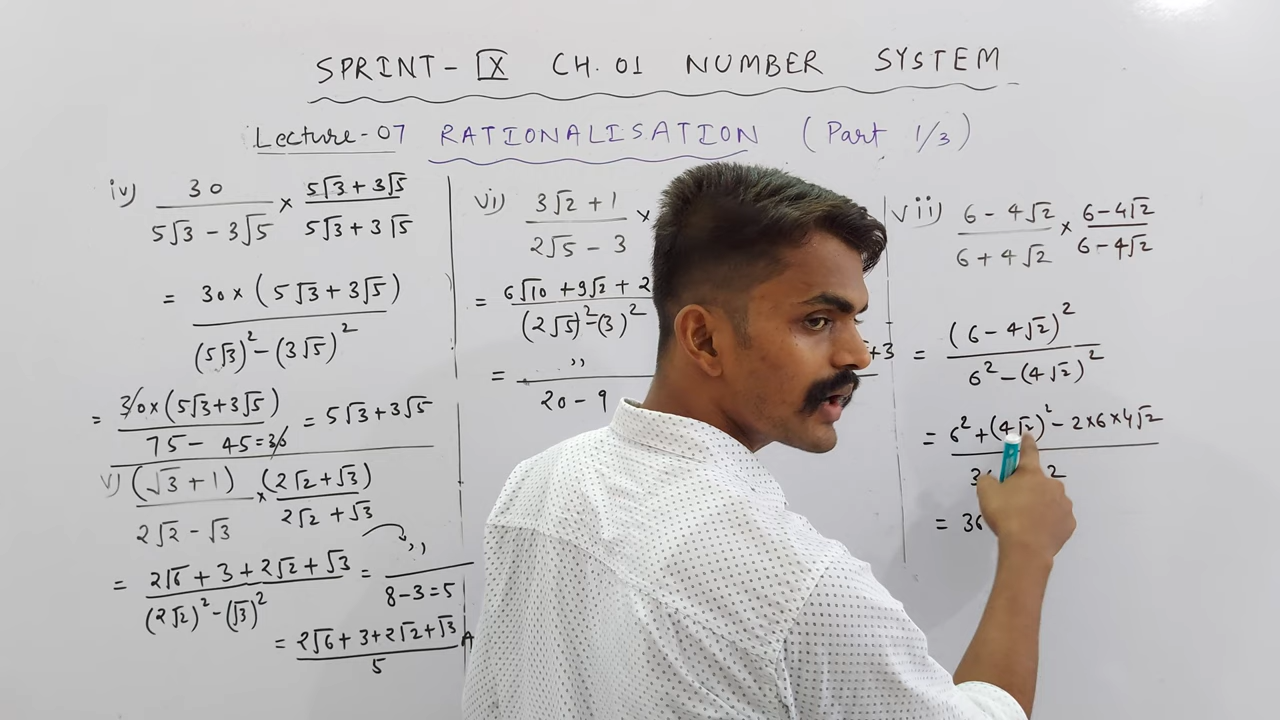 SPRINT-IX CH. 01 NUMBER SYSTEM
Lecture-07 RATIONALISATION (Part 1/3)
iv) 30 / (5√3 - 3√5) × (5√3 + 3√5) / (5√3 + 3√5)
= 30 × (5√3 + 3√5) / (5√3)² - (3√5)²
= 30 × (5√3 + 3√5) / 75 - 45 = 30 = 5√3 + 3√5
v) (√3 + 1) / (2√2 - √3) × (2√2 + √3) / (2√2 + √3)
= 2√6 + 3 + 2√2 + √3 / (2√2)² - (√3)² = ,, / 8 - 3 = 5
= 2√6 + 3 + 2√2 + √3 / 5 A
vi) 3√2 + 1 / 2√5 - 3 ×
= 6√10 + 9√2 + 2 / (2√5)² - (3)²
= ,, / 20 - 9
+3
vii) 6 - 4√2 / 6 + 4√2 × 6 - 4√2 / 6 - 4√2
= (6 - 4√2)² / 6² - (4√2)²
= 6² + (4√2)² - 2×6×4√2 / 3 2
= 36